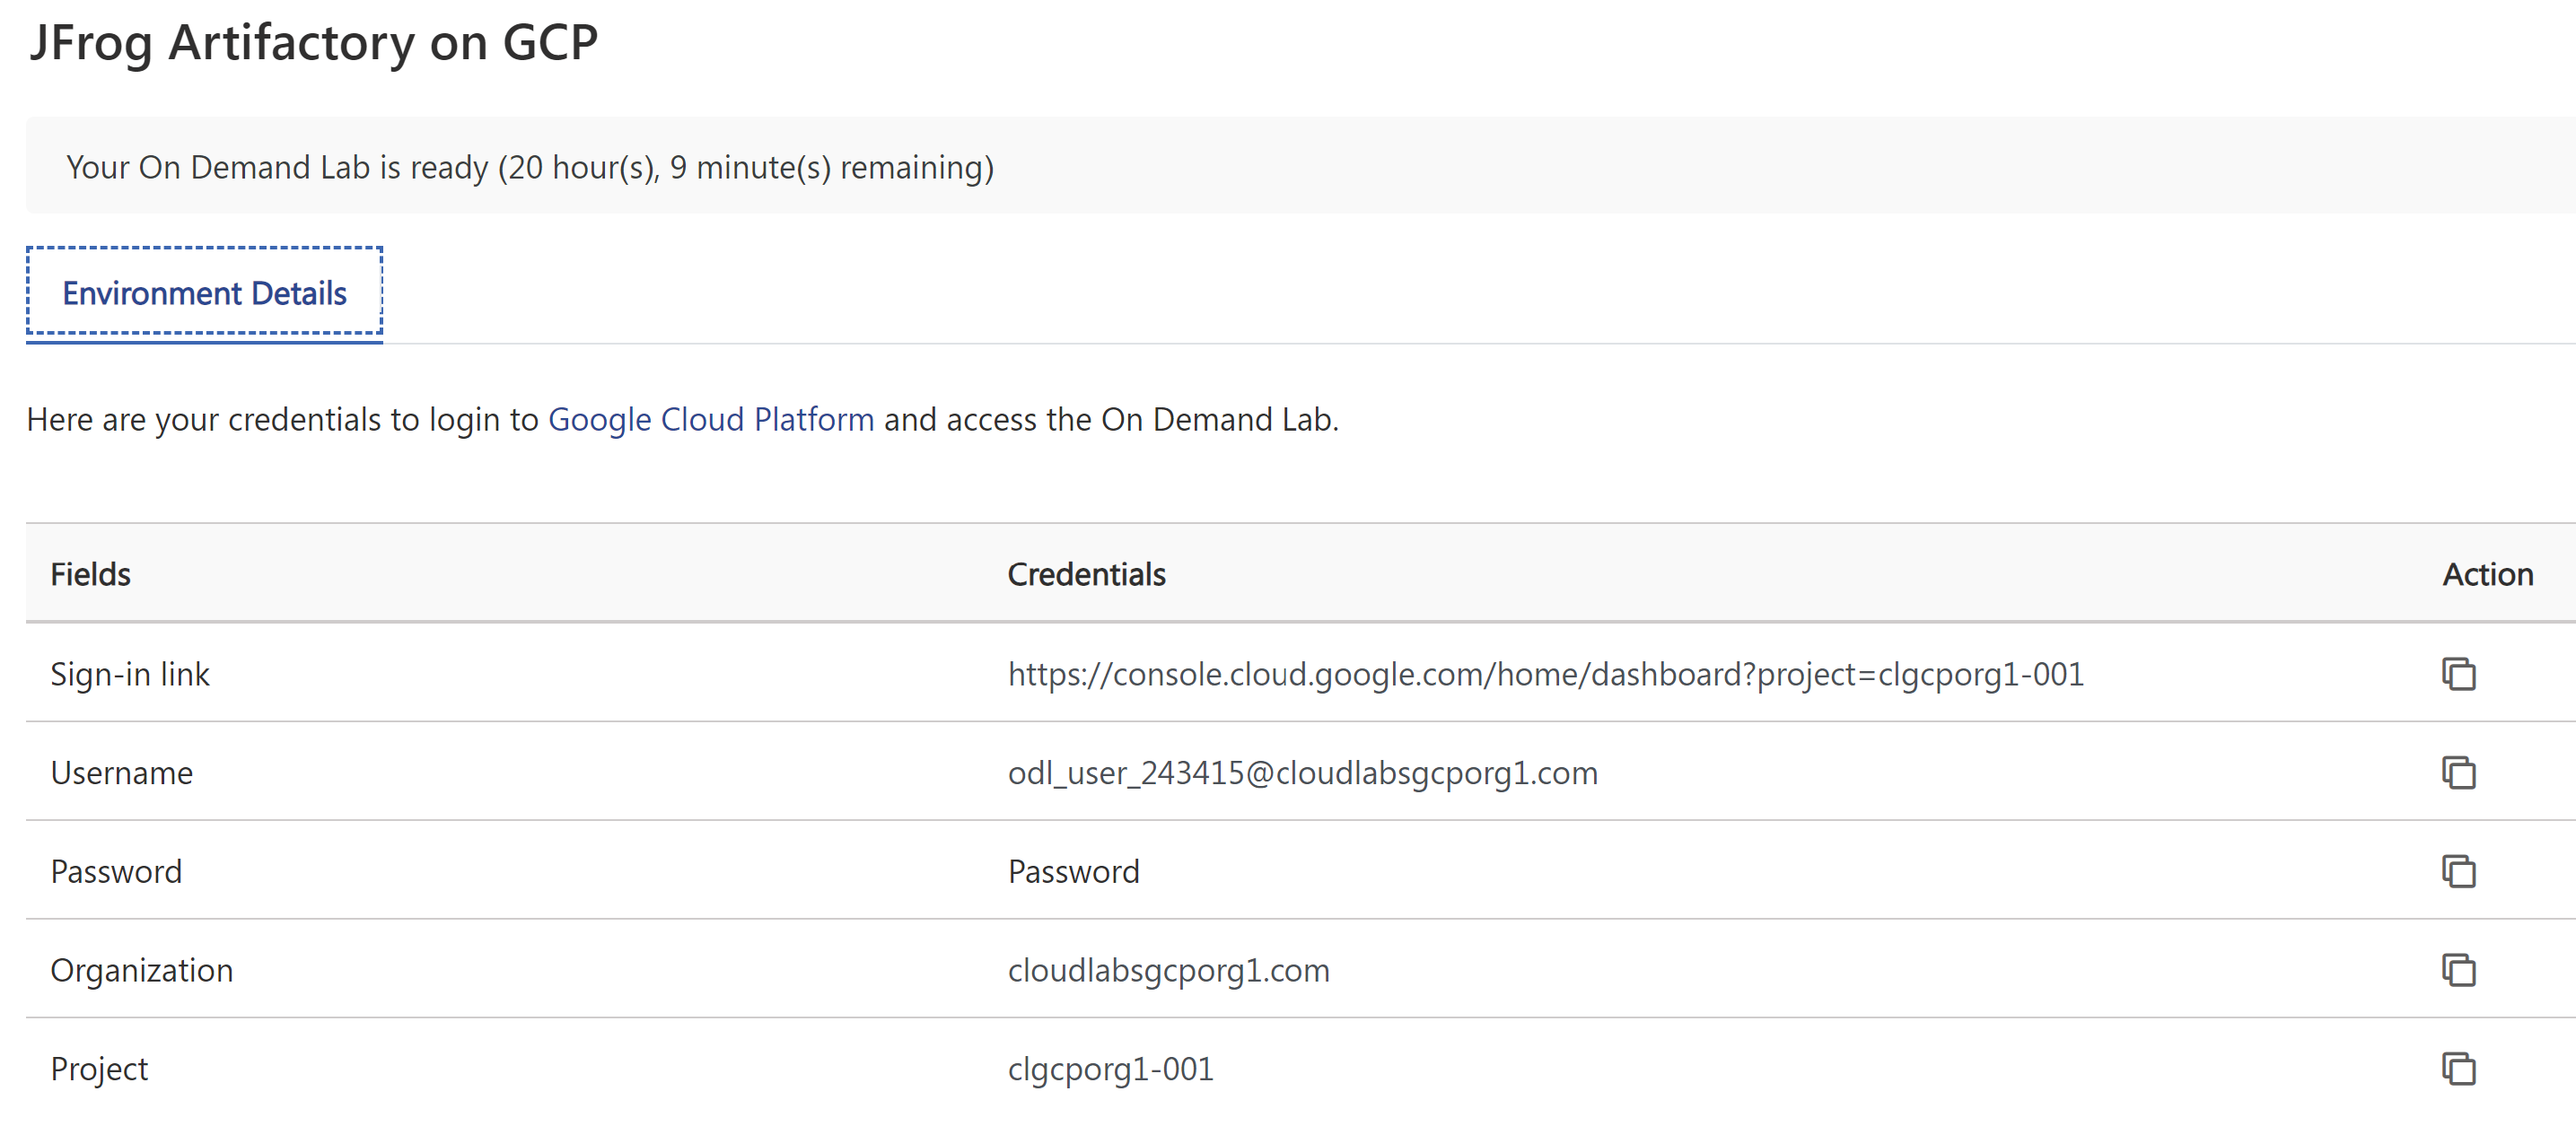 JFrog Artifactory on GCP
Your On Demand Lab is ready (20 hour(s), 9 minute(s) remaining)
Environment Details
Here are your credentials to login to Google Cloud Platform and access the On Demand Lab.
Fields Credentials Action
Sign-in link https://console.cloud.google.com/home/dashboard?project=clgcporg1-001
Username odl_user_243415@cloudlabsgcporg1.com
Password Password
Organization cloudlabsgcporg1.com
Project clgcporg1-001